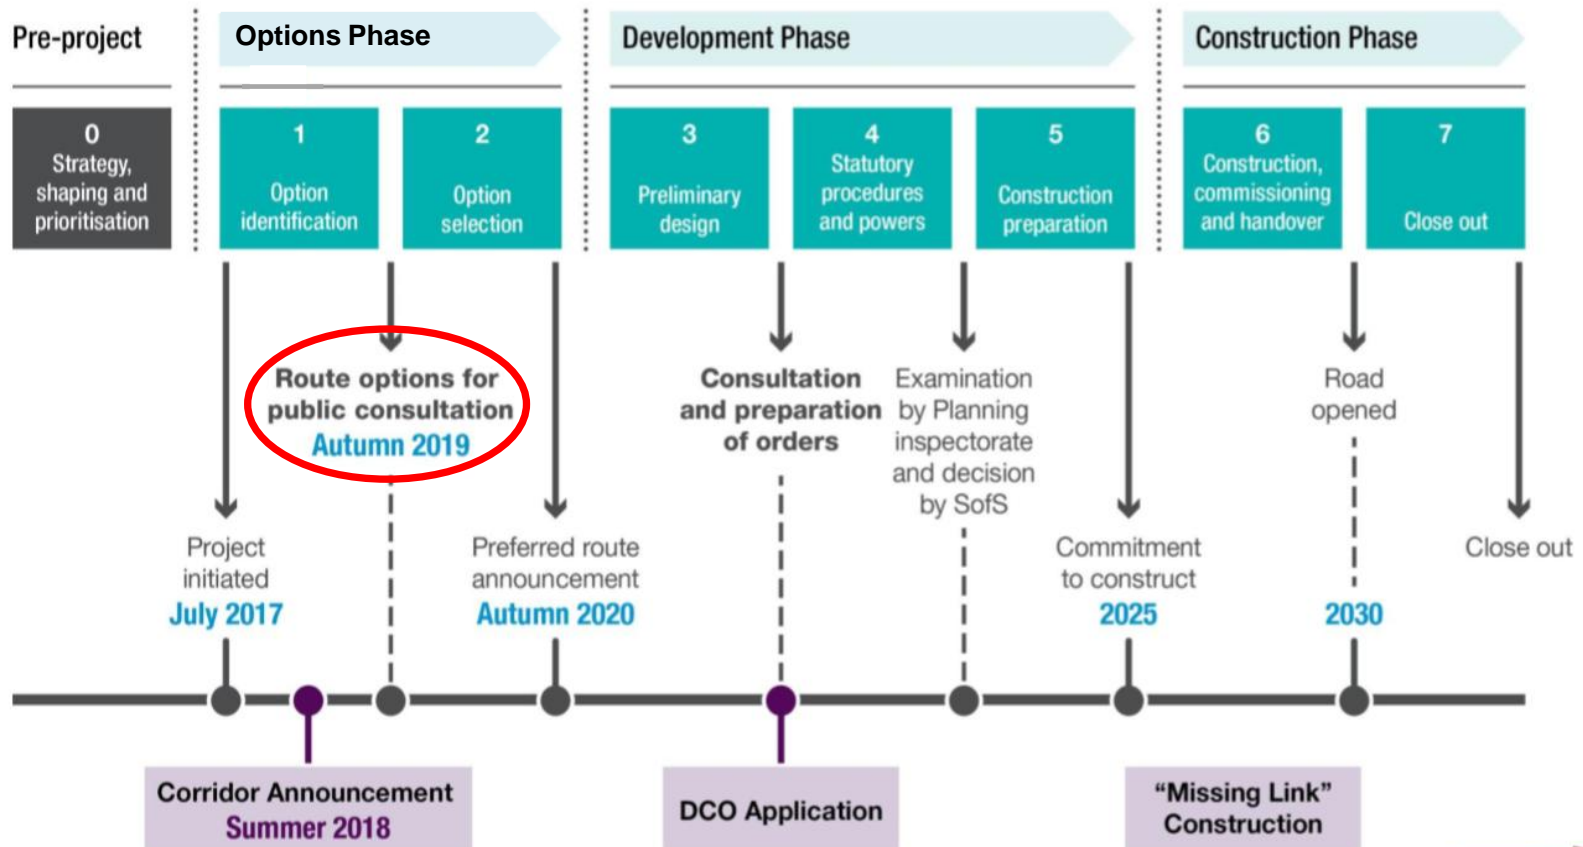 Pre-project
Options Phase
Development Phase
Construction Phase
0
Strategy,
shaping and
prioritisation
1
Option
identification
2
Option
selection
3
Preliminary
design
4
Statutory
procedures
and powers
5
Construction
preparation
6
Construction,
commissioning
and handover
7
Close out
Route options for
public consultation
Autumn 2019
Consultation
and preparation
of orders
Examination
by Planning
inspectorate
and decision
by SofS
Road
opened
Project
initiated
July 2017
Preferred route
announcement
Autumn 2020
Commitment
to construct
2025
2030
Close out
Corridor Announcement
Summer 2018
DCO Application
“Missing Link”
Construction